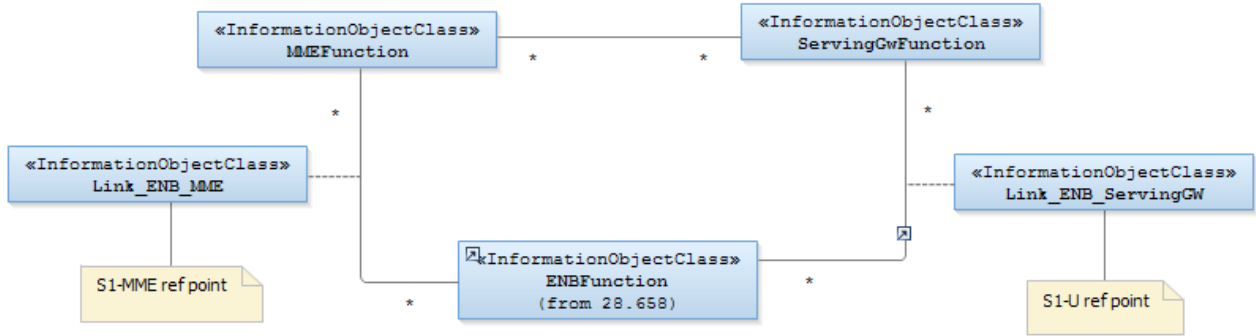 «InformationObjectClass»
MMEFunction
«InformationObjectClass»
ServingGwFunction
*
*
*
*
«InformationObjectClass»
Link_ENB_MME
«InformationObjectClass»
Link_ENB_ServingGW
«InformationObjectClass»
ENBFunction
(from 28.658)
S1-MME ref point
*
*
S1-U ref point